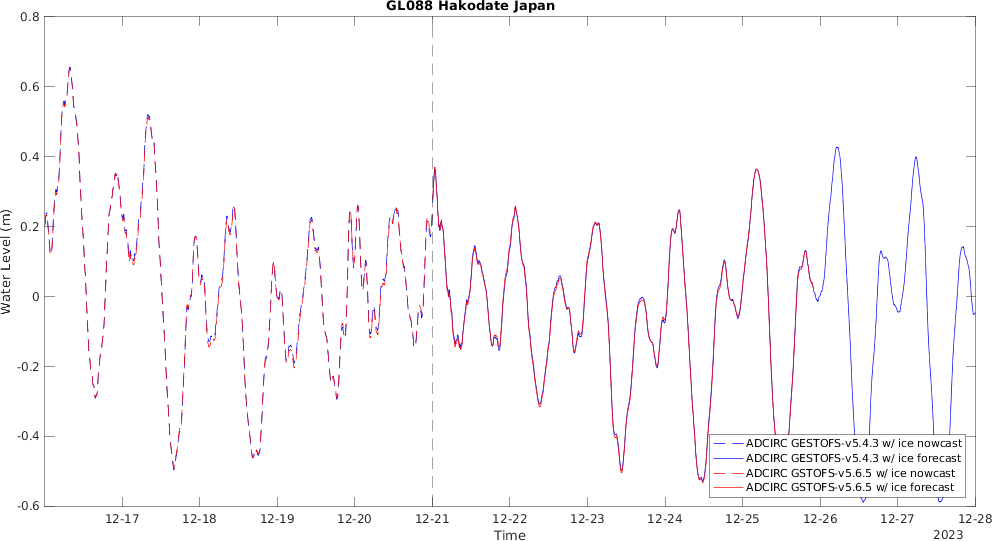 GL088 Hakodate Japan
0.8
0.6
0.4
0.2
0
-0.2
-0.4
-0.6
Water Level (m)
ADCIRC GESTOFS-v5.4.3 w/ ice nowcast
ADCIRC GESTOFS-v5.4.3 w/ ice forecast
ADCIRC GSTOFS-v5.6.5 w/ ice nowcast
ADCIRC GSTOFS-v5.6.5 w/ ice forecast
12-17 12-18 12-19 12-20 12-21 12-22 12-23 12-24 12-25 12-26 12-27 12-28
Time
2023